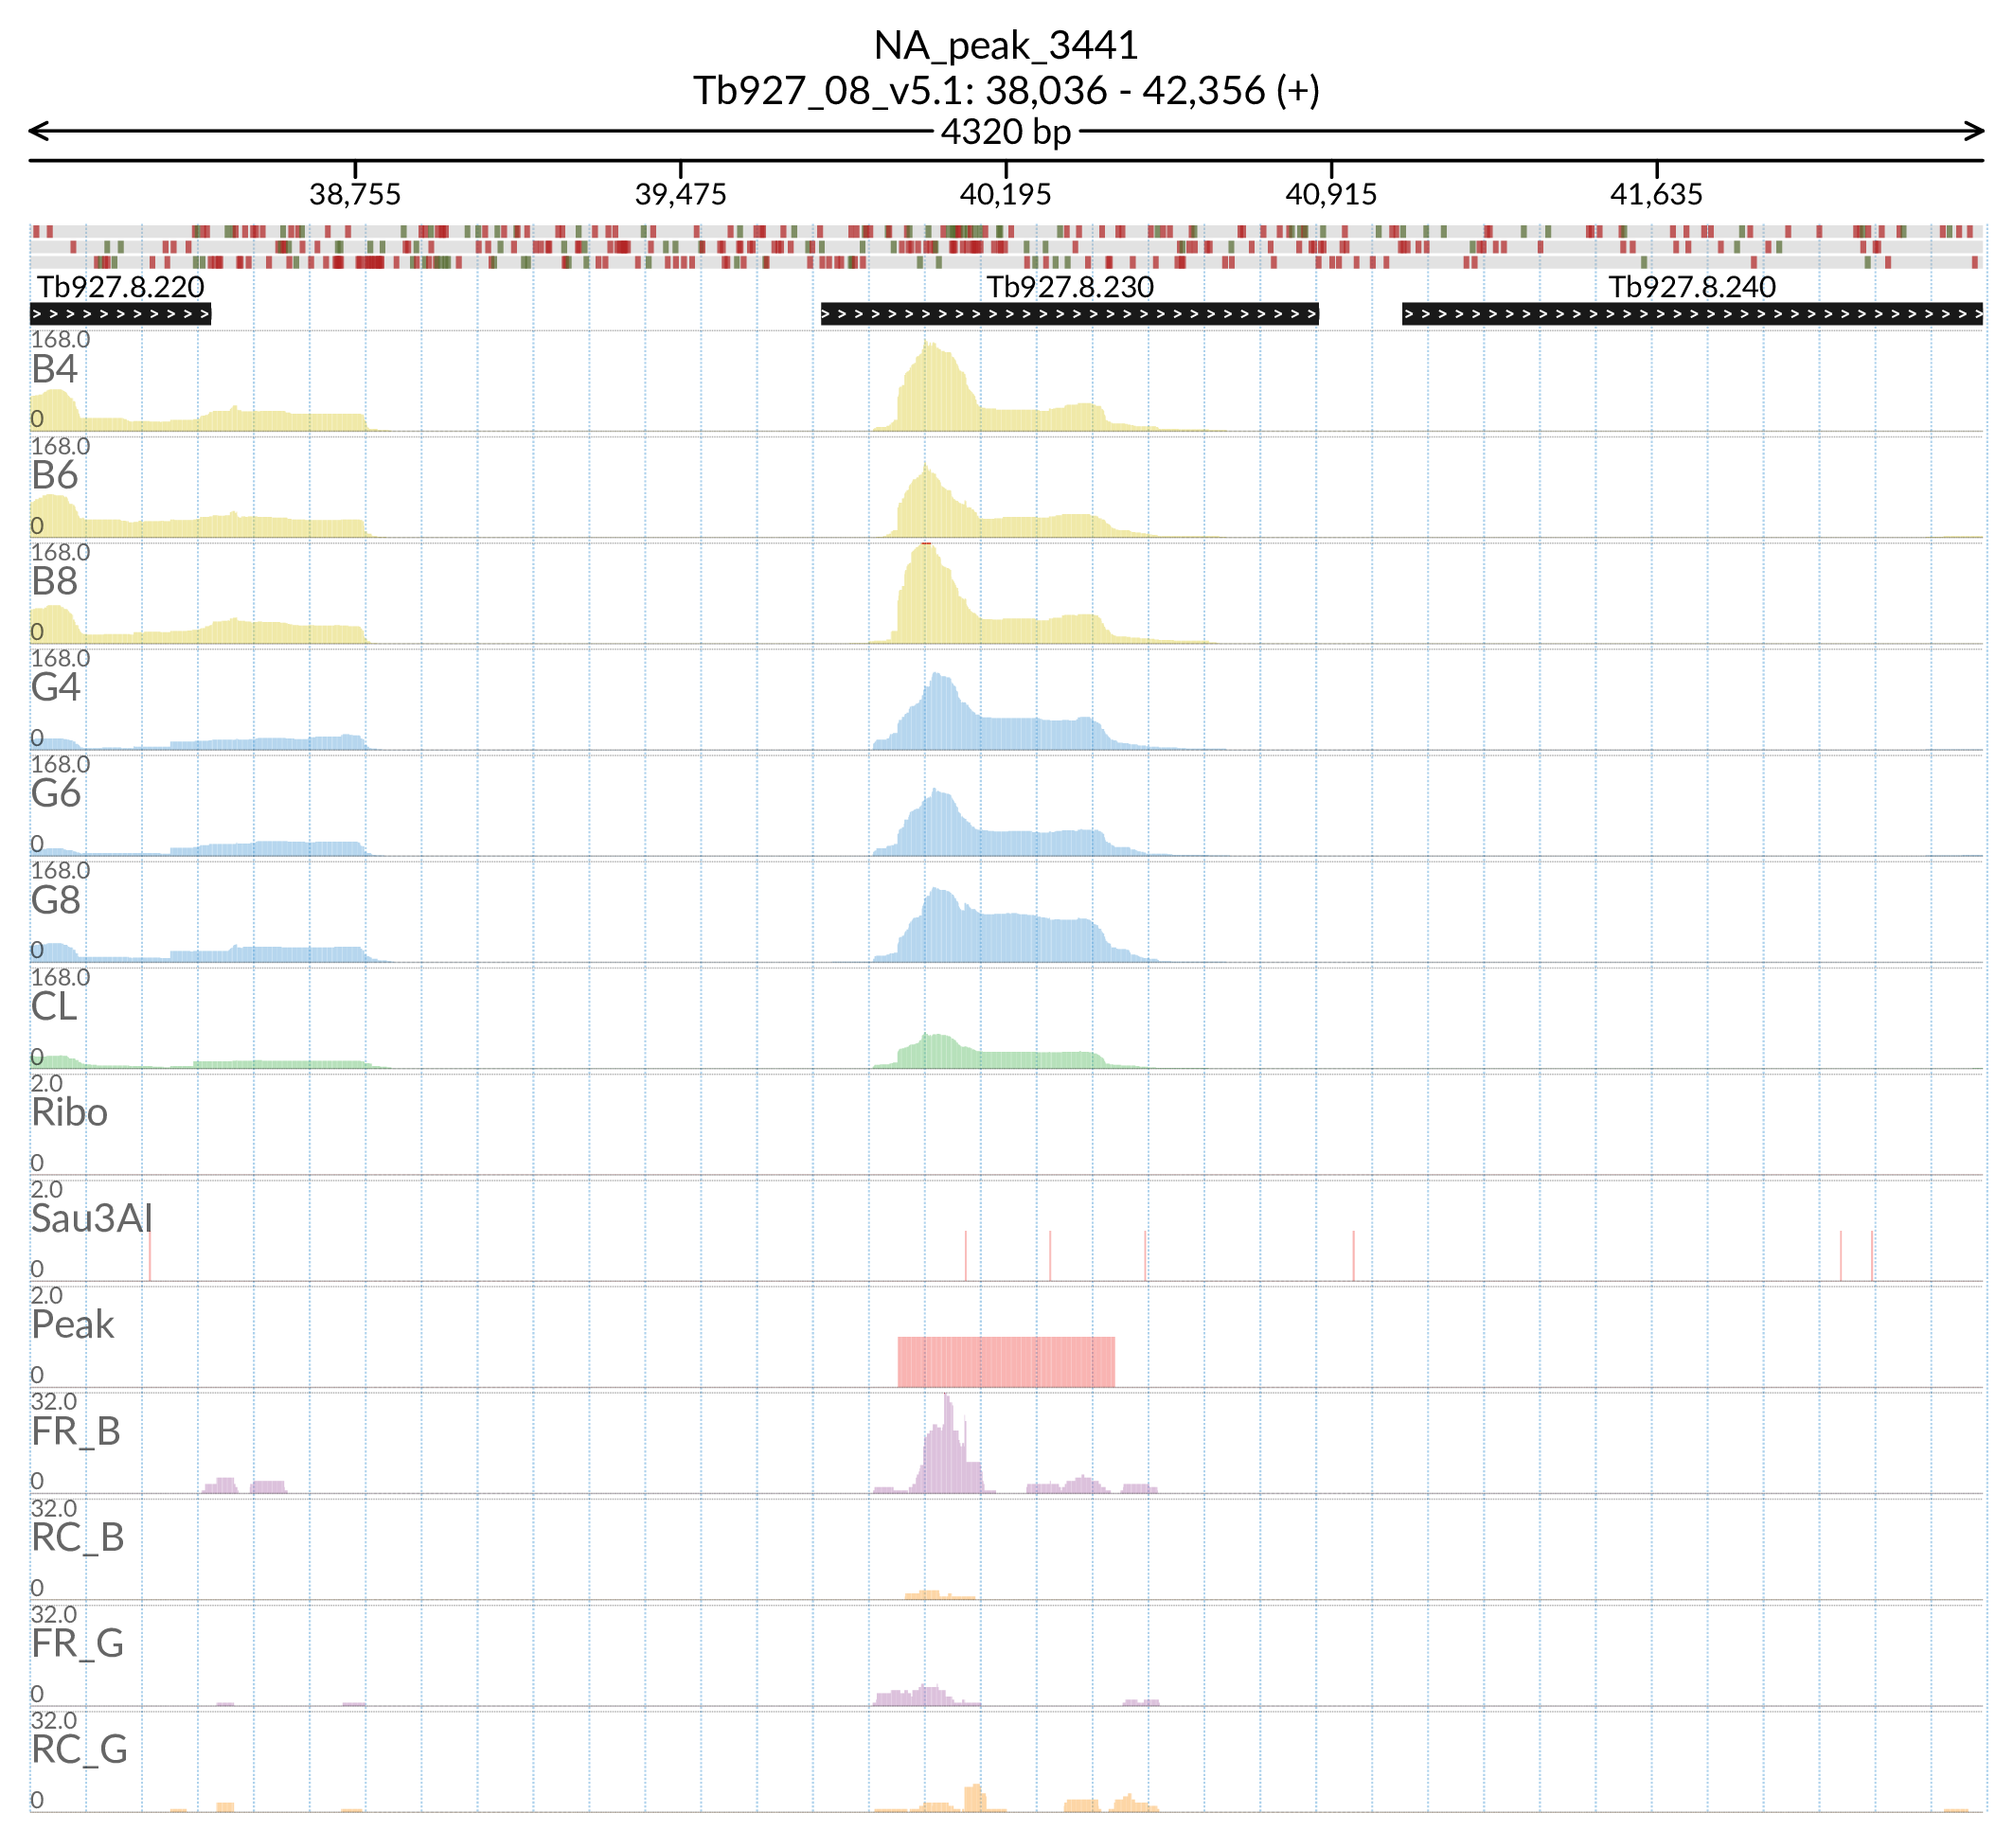 NA_peak_3441
Tb927_08_v5.1: 38,036 - 42,356 (+)
4320 bp
38,755 39,475 40,195 40,915 41,635
Tb927.8.220 Tb927.8.230 Tb927.8.240
168.0
B4
0
168.0
B6
0
168.0
B8
0
168.0
G4
0
168.0
G6
0
168.0
G8
0
168.0
CL
0
2.0
Ribo
0
2.0
Sau3AI
0
2.0
Peak
0
32.0
FR_B
0
32.0
RC_B
0
32.0
FR_G
0
32.0
RC_G
0